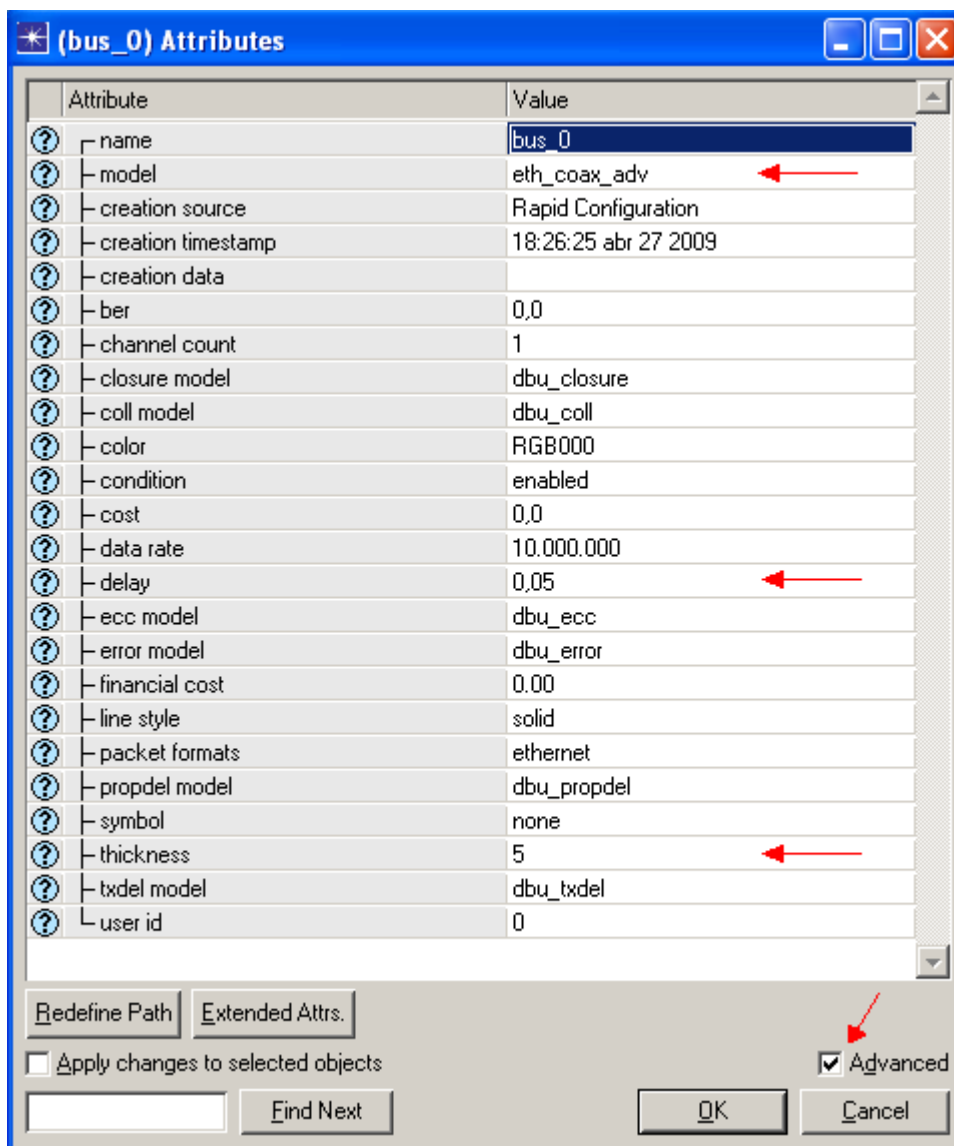 (bus_0) Attributes
Attribute Value
name bus_0
model eth_coax_adv
creation source Rapid Configuration
creation timestamp 18:26:25 abr 27 2009
creation data
ber 0,0
channel count 1
closure model dbu_closure
coll model dbu_coll
color RGB000
condition enabled
cost 0,0
data rate 10.000.000
delay 0,05
ecc model dbu_ecc
error model dbu_error
financial cost 0.00
line style solid
packet formats ethernet
propdel model dbu_propdel
symbol none
thickness 5
txdel model dbu_txdel
user id 0
Redefine Path Extended Attrs.
Apply changes to selected objects Advanced
Find Next OK Cancel